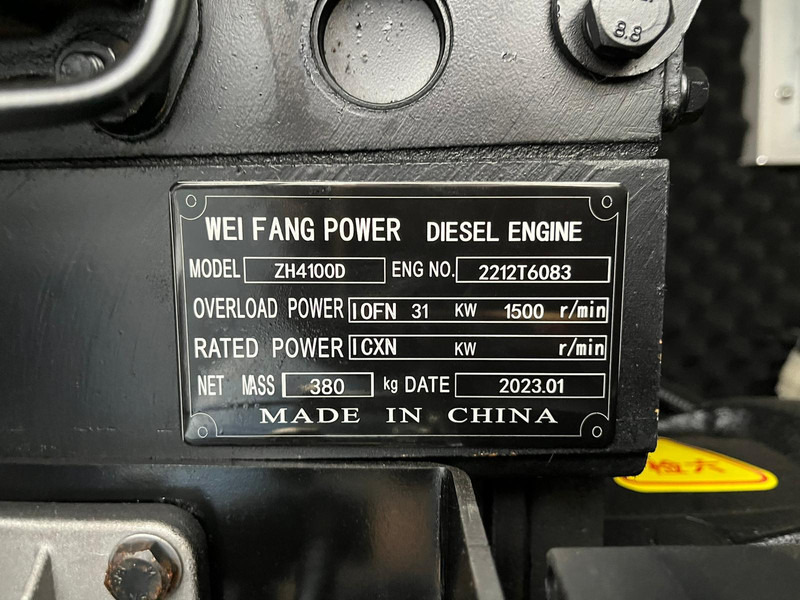 8.8
WEI FANG POWER DIESEL ENGINE
MODEL ZH4100D ENG NO. 2212T6083
OVERLOAD POWER IOFN 31 KW 1500 r/min
RATED POWER ICXN KW r/min
NET MASS 380 kg DATE 2023.01
MADE IN CHINA